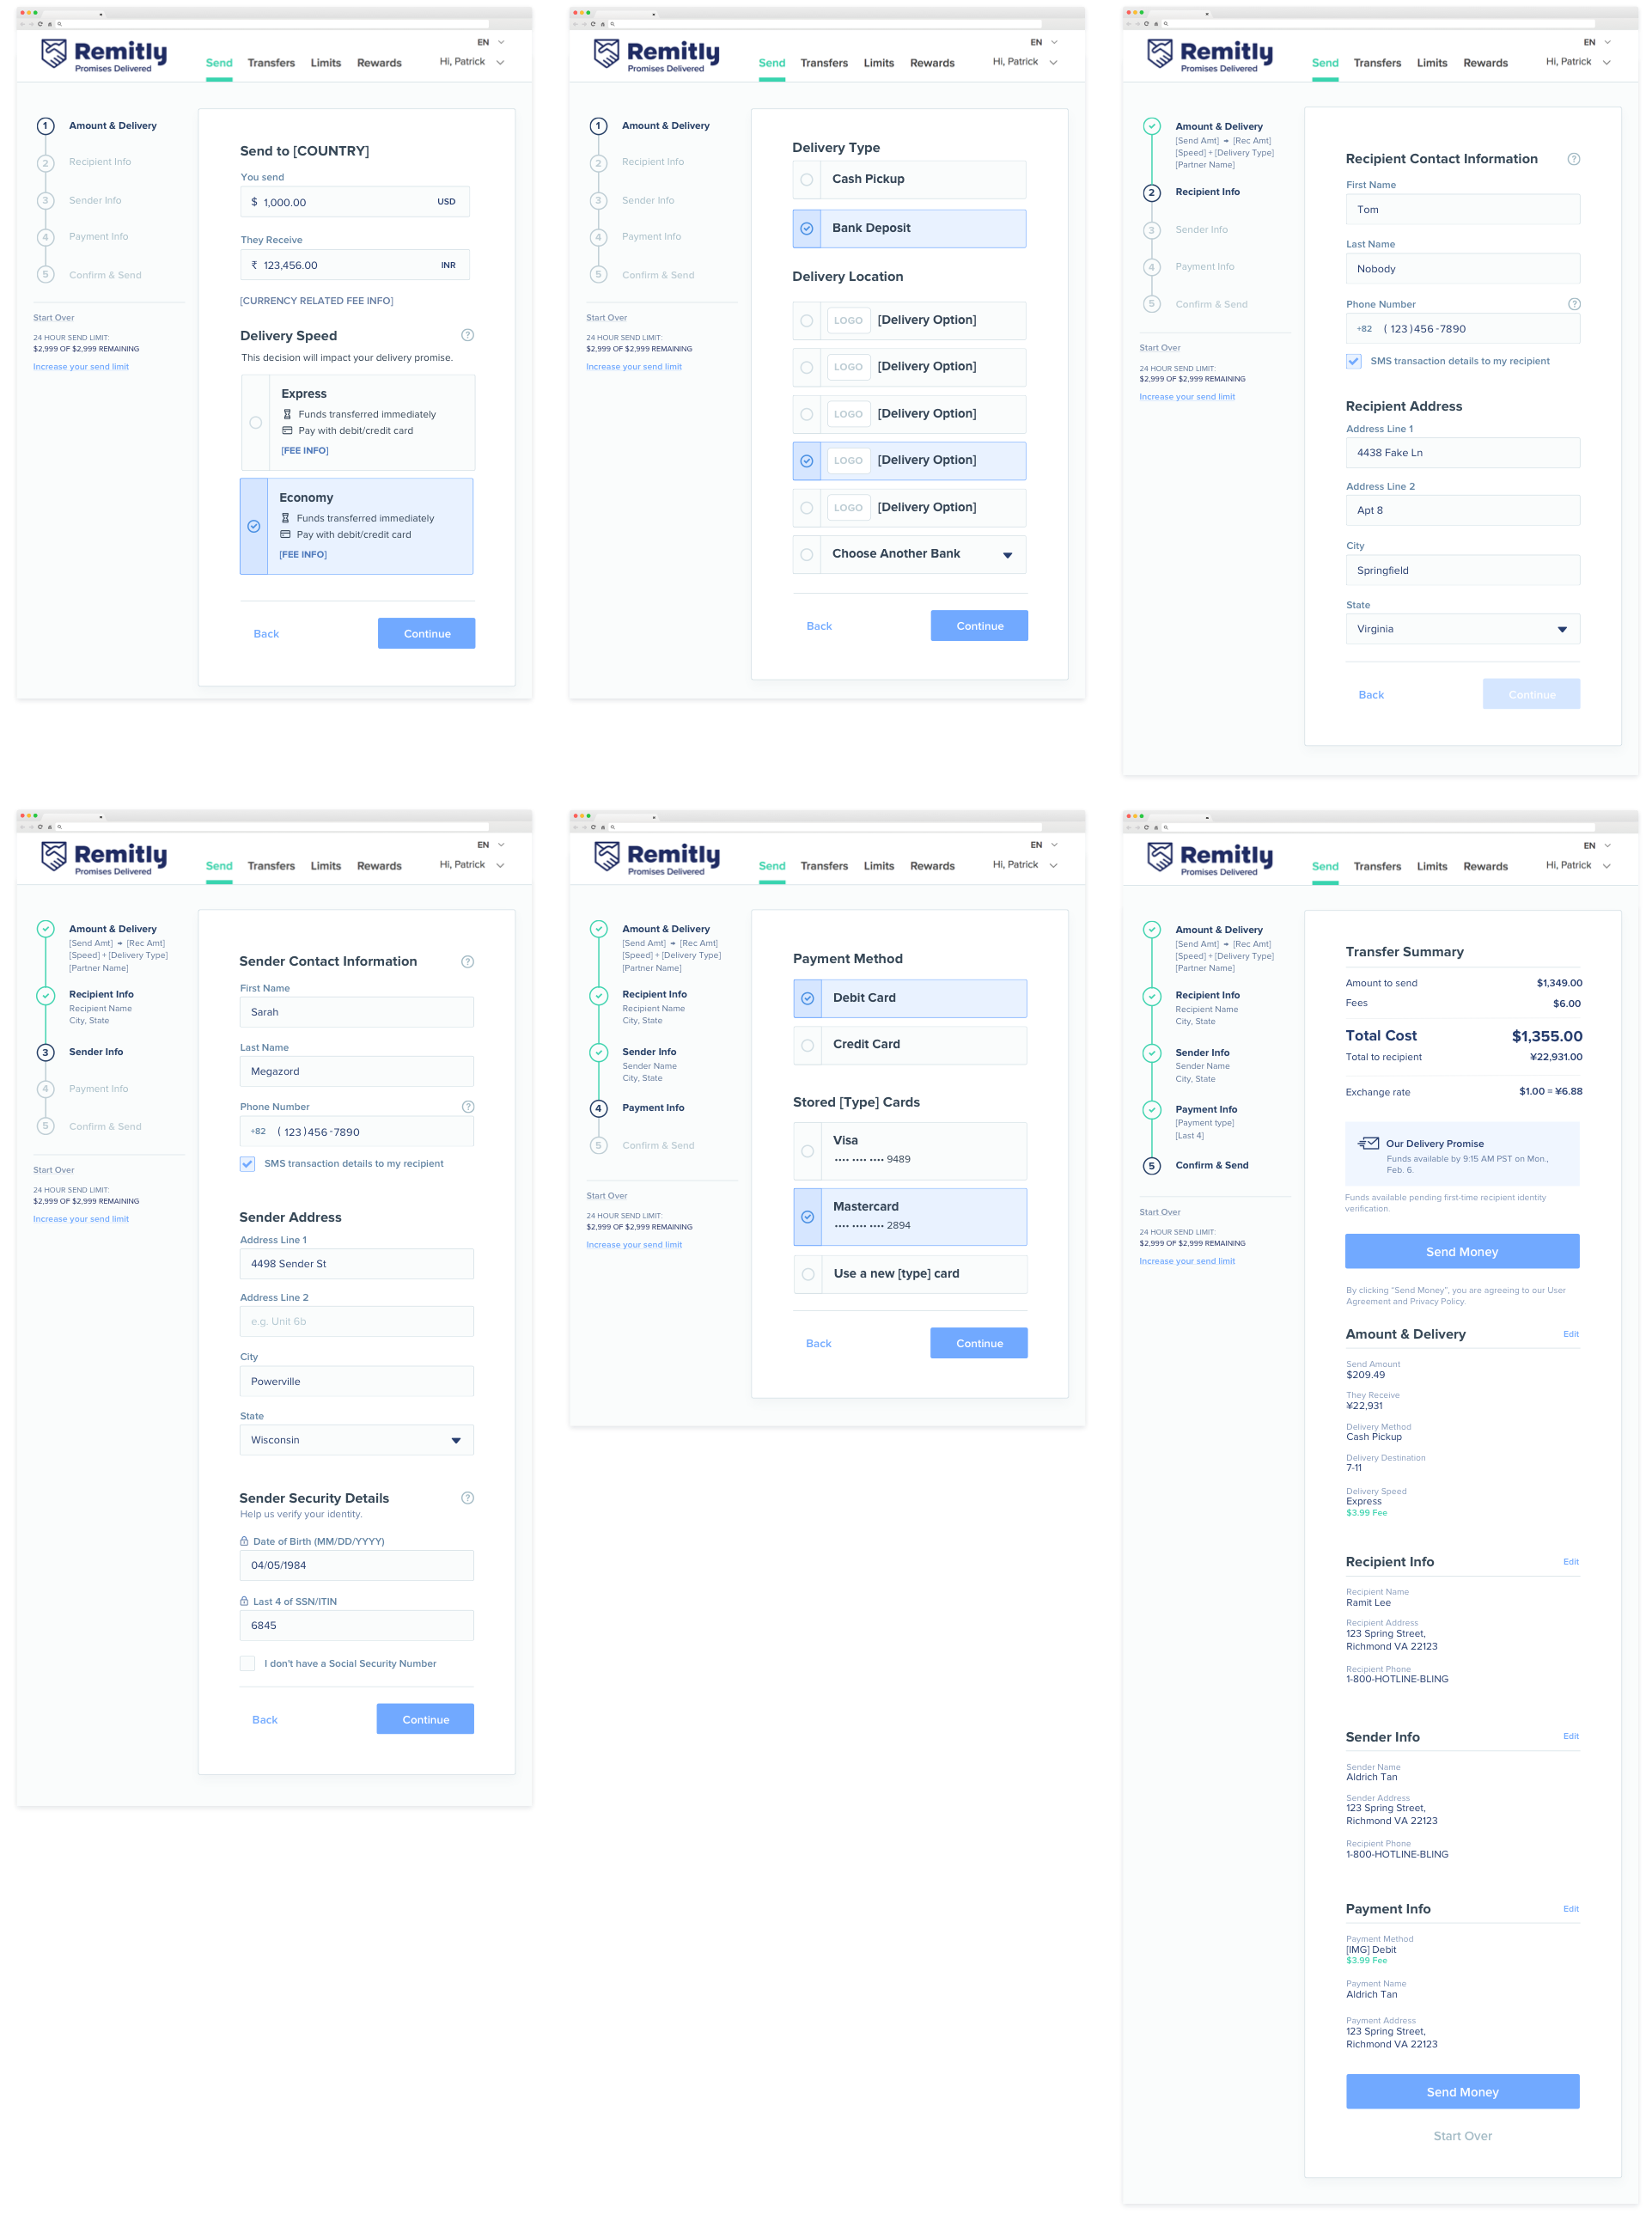 Remitly
Promises Delivered
Send Transfers Limits Rewards
EN
Hi, Patrick
1 Amount & Delivery
2 Recipient Info
3 Sender Info
4 Payment Info
5 Confirm & Send
Start Over
24 HOUR SEND LIMIT:
$2,999 OF $2,999 REMAINING
Increase your send limit
Send to [COUNTRY]
You send
$ 1,000.00 USD
They Receive
₹ 123,456.00 INR
[CURRENCY RELATED FEE INFO]
Delivery Speed ?
This decision will impact your delivery promise.
Express
Funds transferred immediately
Pay with debit/credit card
[FEE INFO]
Economy
Funds transferred immediately
Pay with debit/credit card
[FEE INFO]
Back Continue
Remitly
Promises Delivered
Send Transfers Limits Rewards
EN
Hi, Patrick
1 Amount & Delivery
2 Recipient Info
3 Sender Info
4 Payment Info
5 Confirm & Send
Start Over
24 HOUR SEND LIMIT:
$2,999 OF $2,999 REMAINING
Increase your send limit
Delivery Type
Cash Pickup
Bank Deposit
Delivery Location
LOGO [Delivery Option]
LOGO [Delivery Option]
LOGO [Delivery Option]
LOGO [Delivery Option]
LOGO [Delivery Option]
Choose Another Bank
Back Continue
Remitly
Promises Delivered
Send Transfers Limits Rewards
EN
Hi, Patrick
Amount & Delivery
[Send Amt] → [Rec Amt]
[Speed] + [Delivery Type]
[Partner Name]
2 Recipient Info
3 Sender Info
4 Payment Info
5 Confirm & Send
Start Over
24 HOUR SEND LIMIT:
$2,999 OF $2,999 REMAINING
Increase your send limit
Recipient Contact Information ?
First Name
Tom
Last Name
Nobody
Phone Number ?
+82 ( 123 ) 456 - 7890
SMS transaction details to my recipient
Recipient Address
Address Line 1
4438 Fake Ln
Address Line 2
Apt 8
City
Springfield
State
Virginia
Back Continue
Remitly
Promises Delivered
Send Transfers Limits Rewards
EN
Hi, Patrick
Amount & Delivery
[Send Amt] → [Rec Amt]
[Speed] + [Delivery Type]
[Partner Name]
Recipient Info
Recipient Name
City, State
3 Sender Info
4 Payment Info
5 Confirm & Send
Start Over
24 HOUR SEND LIMIT:
$2,999 OF $2,999 REMAINING
Increase your send limit
Sender Contact Information ?
First Name
Sarah
Last Name
Megazord
Phone Number ?
+82 ( 123 ) 456 - 7890
SMS transaction details to my recipient
Sender Address
Address Line 1
4498 Sender St
Address Line 2
e.g. Unit 6b
City
Powerville
State
Wisconsin
Sender Security Details ?
Help us verify your identity.
Date of Birth (MM/DD/YYYY)
04/05/1984
Last 4 of SSN/ITIN
6845
I don't have a Social Security Number
Back Continue
Remitly
Promises Delivered
Send Transfers Limits Rewards
EN
Hi, Patrick
Amount & Delivery
[Send Amt] → [Rec Amt]
[Speed] + [Delivery Type]
[Partner Name]
Recipient Info
Recipient Name
City, State
Sender Info
Sender Name
City, State
4 Payment Info
5 Confirm & Send
Start Over
24 HOUR SEND LIMIT:
$2,999 OF $2,999 REMAINING
Increase your send limit
Payment Method
Debit Card
Credit Card
Stored [Type] Cards
Visa
•••• •••• •••• 9489
Mastercard
•••• •••• •••• 2894
Use a new [type] card
Back Continue
Remitly
Promises Delivered
Send Transfers Limits Rewards
EN
Hi, Patrick
Amount & Delivery
[Send Amt] → [Rec Amt]
[Speed] + [Delivery Type]
[Partner Name]
Recipient Info
Recipient Name
City, State
Sender Info
Sender Name
City, State
Payment Info
[Payment type]
[Last 4]
5 Confirm & Send
Start Over
24 HOUR SEND LIMIT:
$2,999 OF $2,999 REMAINING
Increase your send limit
Transfer Summary
Amount to send $1,349.00
Fees $6.00
Total Cost $1,355.00
Total to recipient ¥22,931.00
Exchange rate $1.00 = ¥6.88
Our Delivery Promise
Funds available by 9:15 AM PST on Mon.,
Feb. 6.
Funds available pending first-time recipient identity
verification.
Send Money
By clicking “Send Money”, you are agreeing to our User
Agreement and Privacy Policy.
Amount & Delivery Edit
Send Amount
$209.49
They Receive
¥22,931
Delivery Method
Cash Pickup
Delivery Destination
7-11
Delivery Speed
Express
$3.99 Fee
Recipient Info Edit
Recipient Name
Ramit Lee
Recipient Address
123 Spring Street,
Richmond VA 22123
Recipient Phone
1-800-HOTLINE-BLING
Sender Info Edit
Sender Name
Aldrich Tan
Sender Address
123 Spring Street,
Richmond VA 22123
Recipient Phone
1-800-HOTLINE-BLING
Payment Info Edit
Payment Method
[IMG] Debit
$3.99 Fee
Payment Name
Aldrich Tan
Payment Address
123 Spring Street,
Richmond VA 22123
Send Money
Start Over